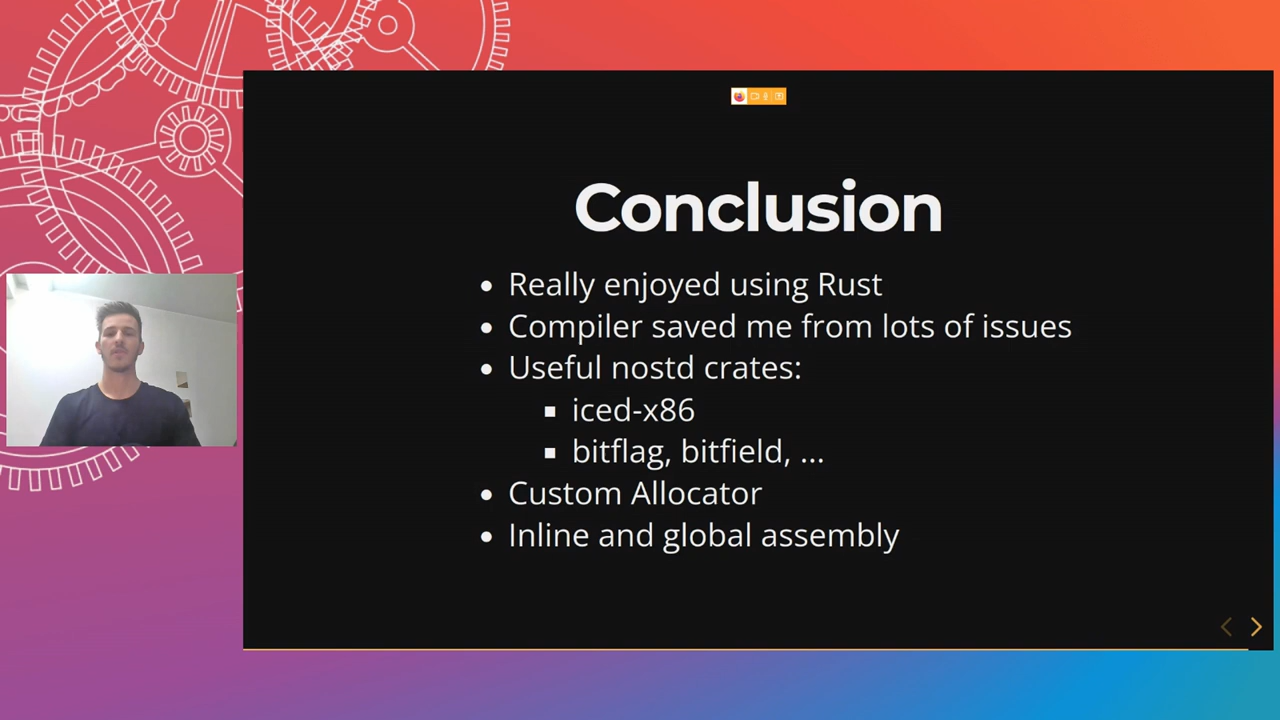 Conclusion
Really enjoyed using Rust
Compiler saved me from lots of issues
Useful nostd crates:
iced-x86
bitflag, bitfield, ...
Custom Allocator
Inline and global assembly